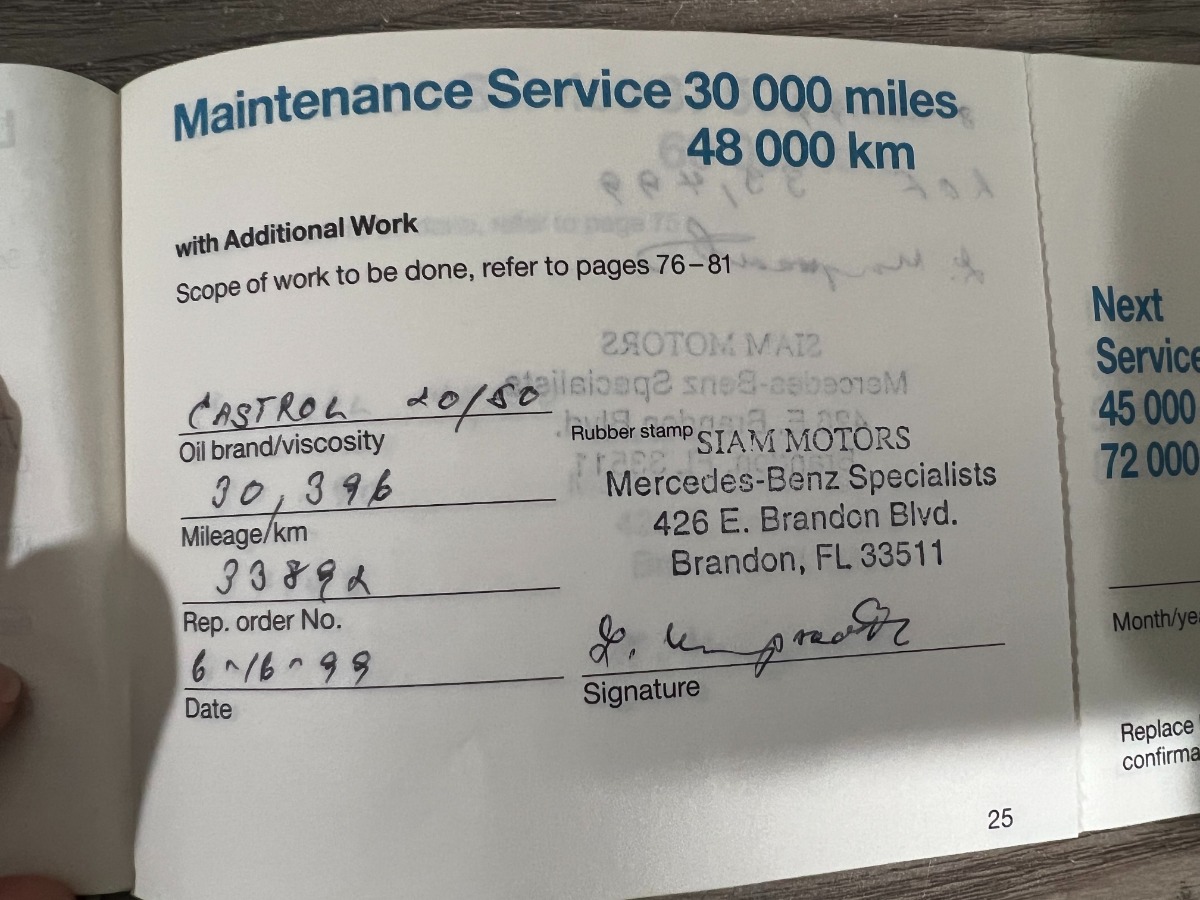 Maintenance Service 30 000 miles
48 000 km
with Additional Work
Scope of work to be done, refer to pages 76–81
CASTROL 20/50
Oil brand/viscosity
30,396
Mileage/km
33892
Rep. order No.
6-16-99
Date
Rubber stamp
SIAM MOTORS
Mercedes-Benz Specialists
426 E. Brandon Blvd.
Brandon, FL 33511
Signature
25
Next
Service
45 000
72 000
Month/yea
Replace
confirma